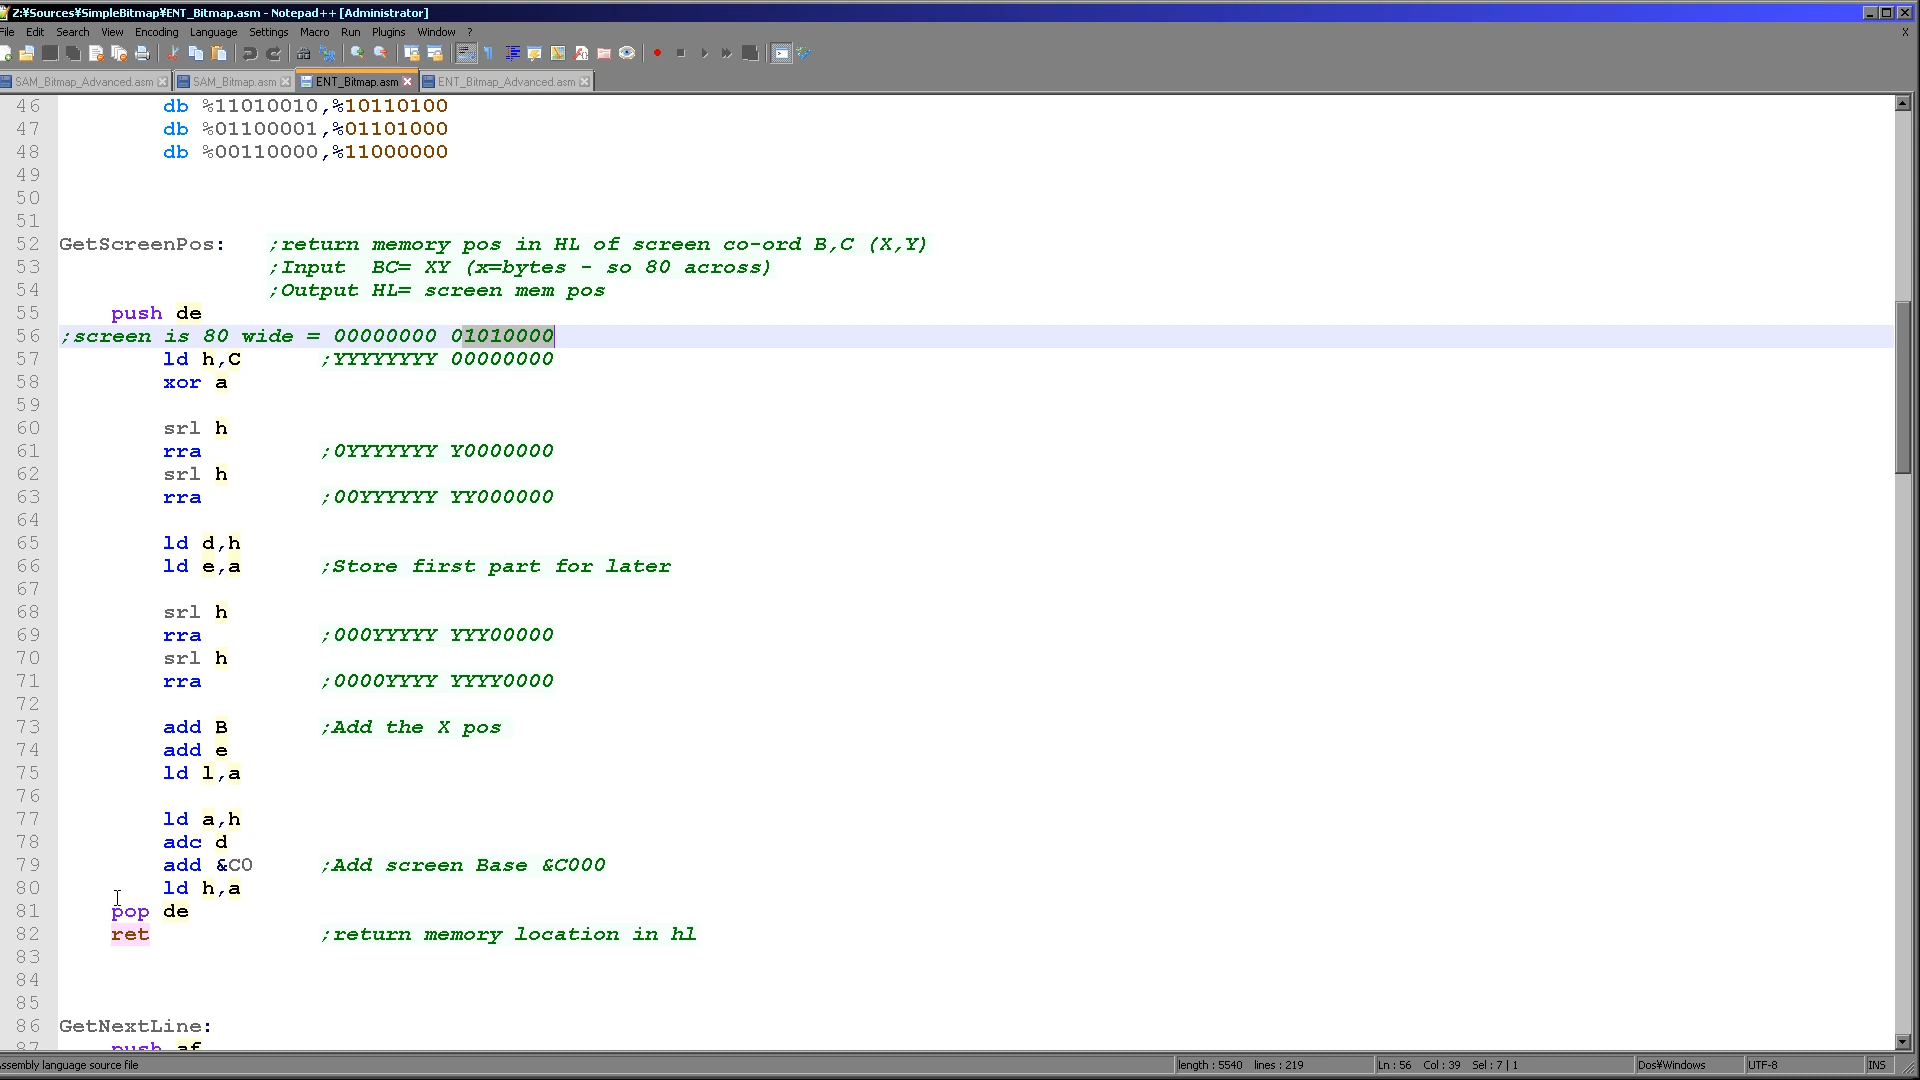 Z:¥Sources¥SimpleBitmap¥ENT_Bitmap.asm - Notepad++ [Administrator]
File Edit Search View Encoding Language Settings Macro Run Plugins Window ? X
SAM_Bitmap_Advanced.asm SAM_Bitmap.asm ENT_Bitmap.asm ENT_Bitmap_Advanced.asm
46 db %11010010,%10110100
47 db %01100001,%01101000
48 db %00110000,%11000000
49
50
51
52 GetScreenPos: ;return memory pos in HL of screen co-ord B,C (X,Y)
53 ;Input BC= XY (x=bytes - so 80 across)
54 ;Output HL= screen mem pos
55 push de
56 ;screen is 80 wide = 00000000 01010000
57 ld h,C ;YYYYYYYY 00000000
58 xor a
59
60 srl h
61 rra ;0YYYYYYY Y0000000
62 srl h
63 rra ;00YYYYYY YY000000
64
65 ld d,h
66 ld e,a ;Store first part for later
67
68 srl h
69 rra ;000YYYYY YYY00000
70 srl h
71 rra ;0000YYYY YYYY0000
72
73 add B ;Add the X pos
74 add e
75 ld l,a
76
77 ld a,h
78 adc d
79 add &C0 ;Add screen Base &C000
80 ld h,a
81 pop de
82 ret ;return memory location in hl
83
84
85
86 GetNextLine:
87 push af
ssembly language source file length : 5540 lines : 219 Ln : 56 Col : 39 Sel : 7 | 1 Dos¥Windows UTF-8 INS